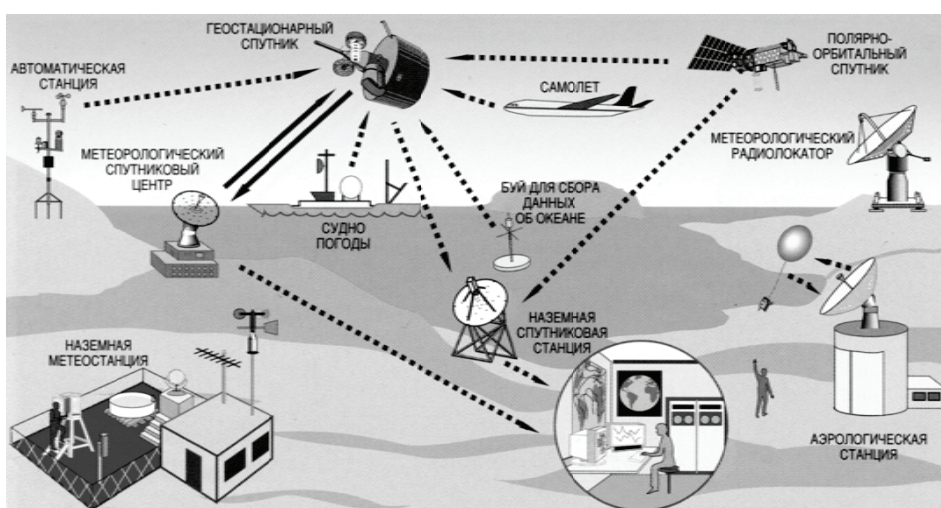 ГЕОСТАЦИОНАРНЫЙ
СПУТНИК
ПОЛЯРНО-
ОРБИТАЛЬНЫЙ
СПУТНИК
АВТОМАТИЧЕСКАЯ
СТАНЦИЯ
САМОЛЕТ
МЕТЕОРОЛОГИЧЕСКИЙ
РАДИОЛОКАТОР
МЕТЕОРОЛОГИЧЕСКИЙ
СПУТНИКОВЫЙ
ЦЕНТР
БУЙ ДЛЯ СБОРА
ДАННЫХ
ОБ ОКЕАНЕ
СУДНО
ПОГОДЫ
НАЗЕМНАЯ
СПУТНИКОВАЯ
СТАНЦИЯ
НАЗЕМНАЯ
МЕТЕОСТАНЦИЯ
АЭРОЛОГИЧЕСКАЯ
СТАНЦИЯ